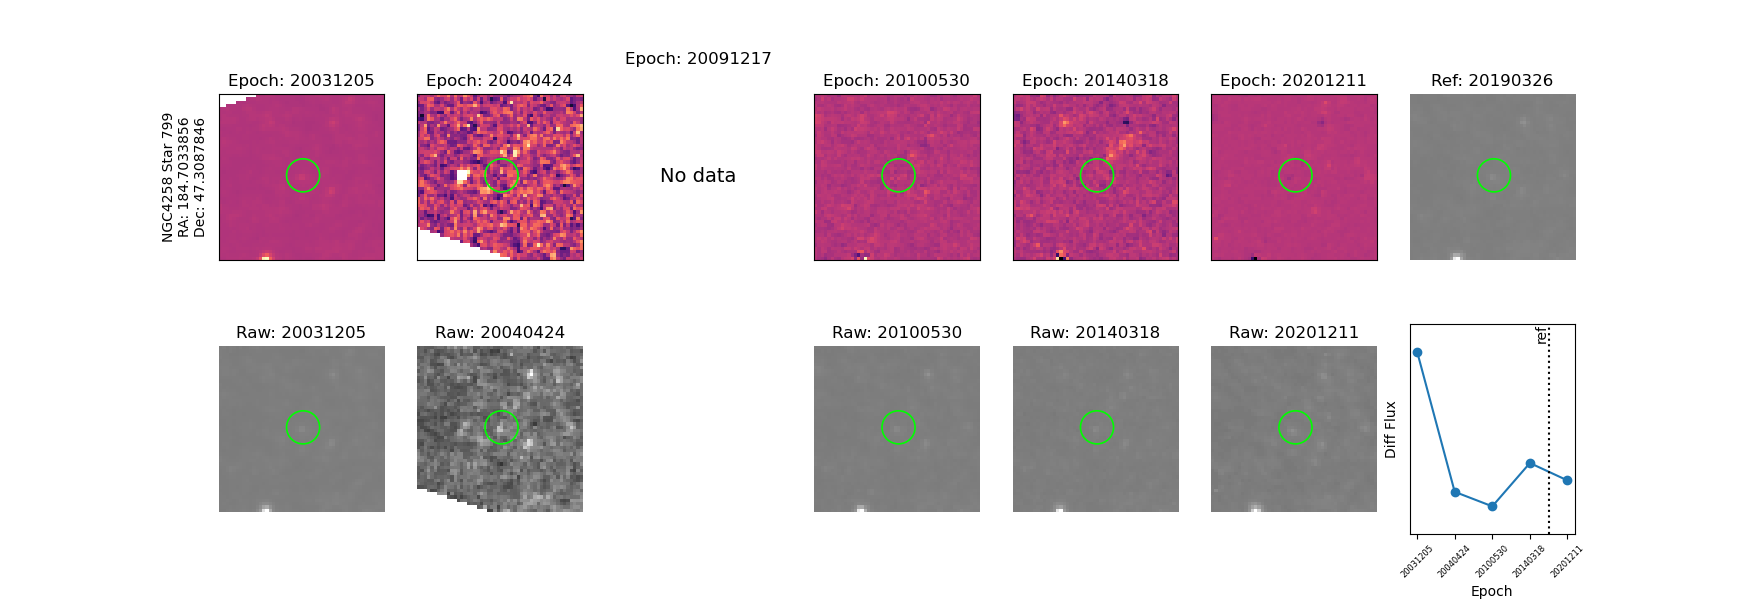 Epoch: 20091217
Epoch: 20031205
Epoch: 20040424
Epoch: 20100530
Epoch: 20140318
Epoch: 20201211
Ref: 20190326
NGC4258 Star 799
RA: 184.7033856
Dec: 47.3087846
No data
Raw: 20031205
Raw: 20040424
Raw: 20100530
Raw: 20140318
Raw: 20201211
ref
Diff Flux
20031205
20040424
20100530
20140318
20201211
Epoch